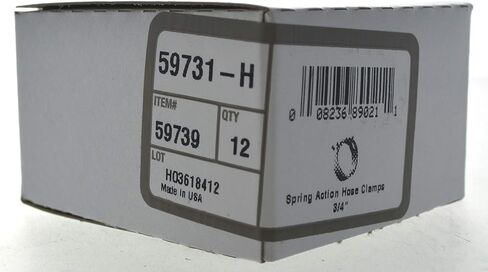 59731-H
ITEM#
QTY
59739
12
LOT
H03618412
Made in USA
0 08236 89021 1
Spring Action Hose Clamps
3/4"